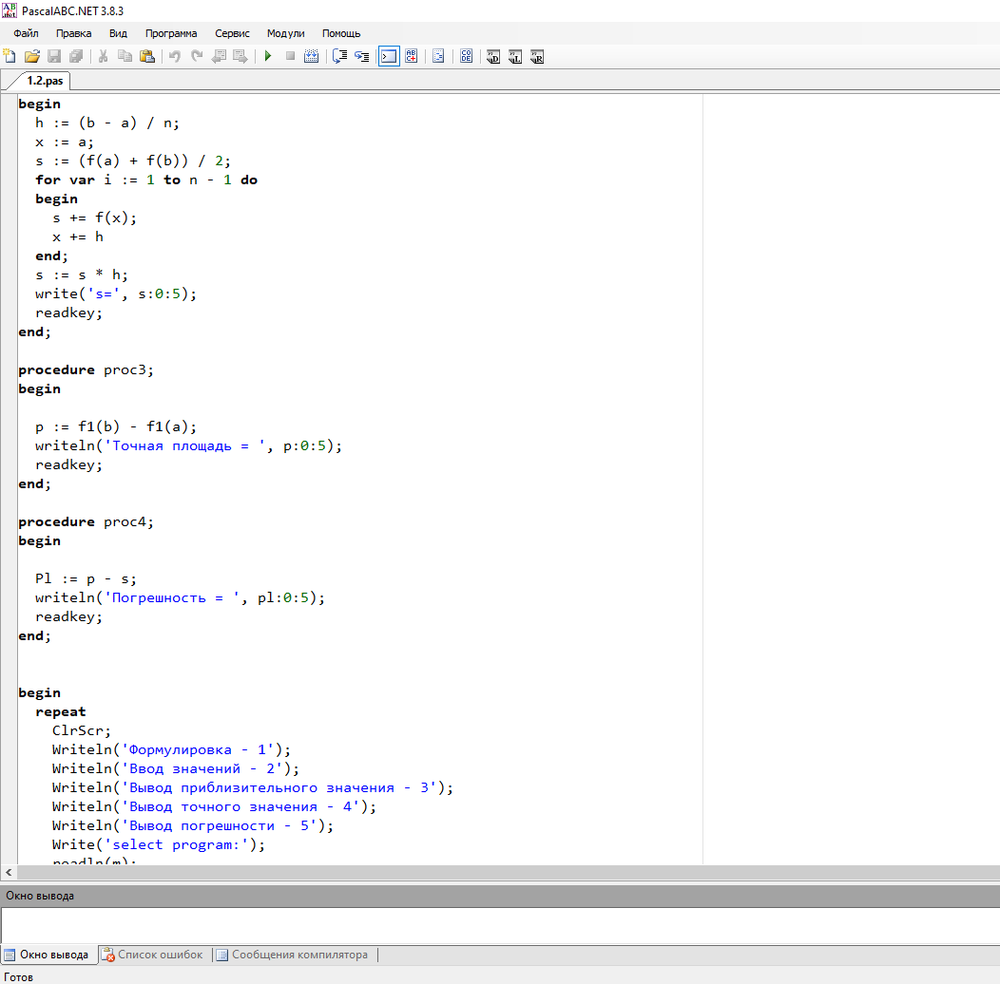 PascalABC.NET 3.8.3
Файл Правка Вид Программа Сервис Модули Помощь
1.2.pas
begin
  h := (b - a) / n;
  x := a;
  s := (f(a) + f(b)) / 2;
  for var i := 1 to n - 1 do
  begin
    s += f(x);
    x += h
  end;
  s := s * h;
  write('s=', s:0:5);
  readkey;
end;
procedure proc3;
begin
  p := f1(b) - f1(a);
  writeln('Точная площадь = ', p:0:5);
  readkey;
end;
procedure proc4;
begin
  Pl := p - s;
  writeln('Погрешность = ', pl:0:5);
  readkey;
end;
begin
  repeat
    ClrScr;
    Writeln('Формулировка - 1');
    Writeln('Ввод значений - 2');
    Writeln('Вывод приблизительного значения - 3');
    Writeln('Вывод точного значения - 4');
    Writeln('Вывод погрешности - 5');
    Write('select program:');
    readln(m);
Окно вывода
Окно вывода Список ошибок Сообщения компилятора
Готов